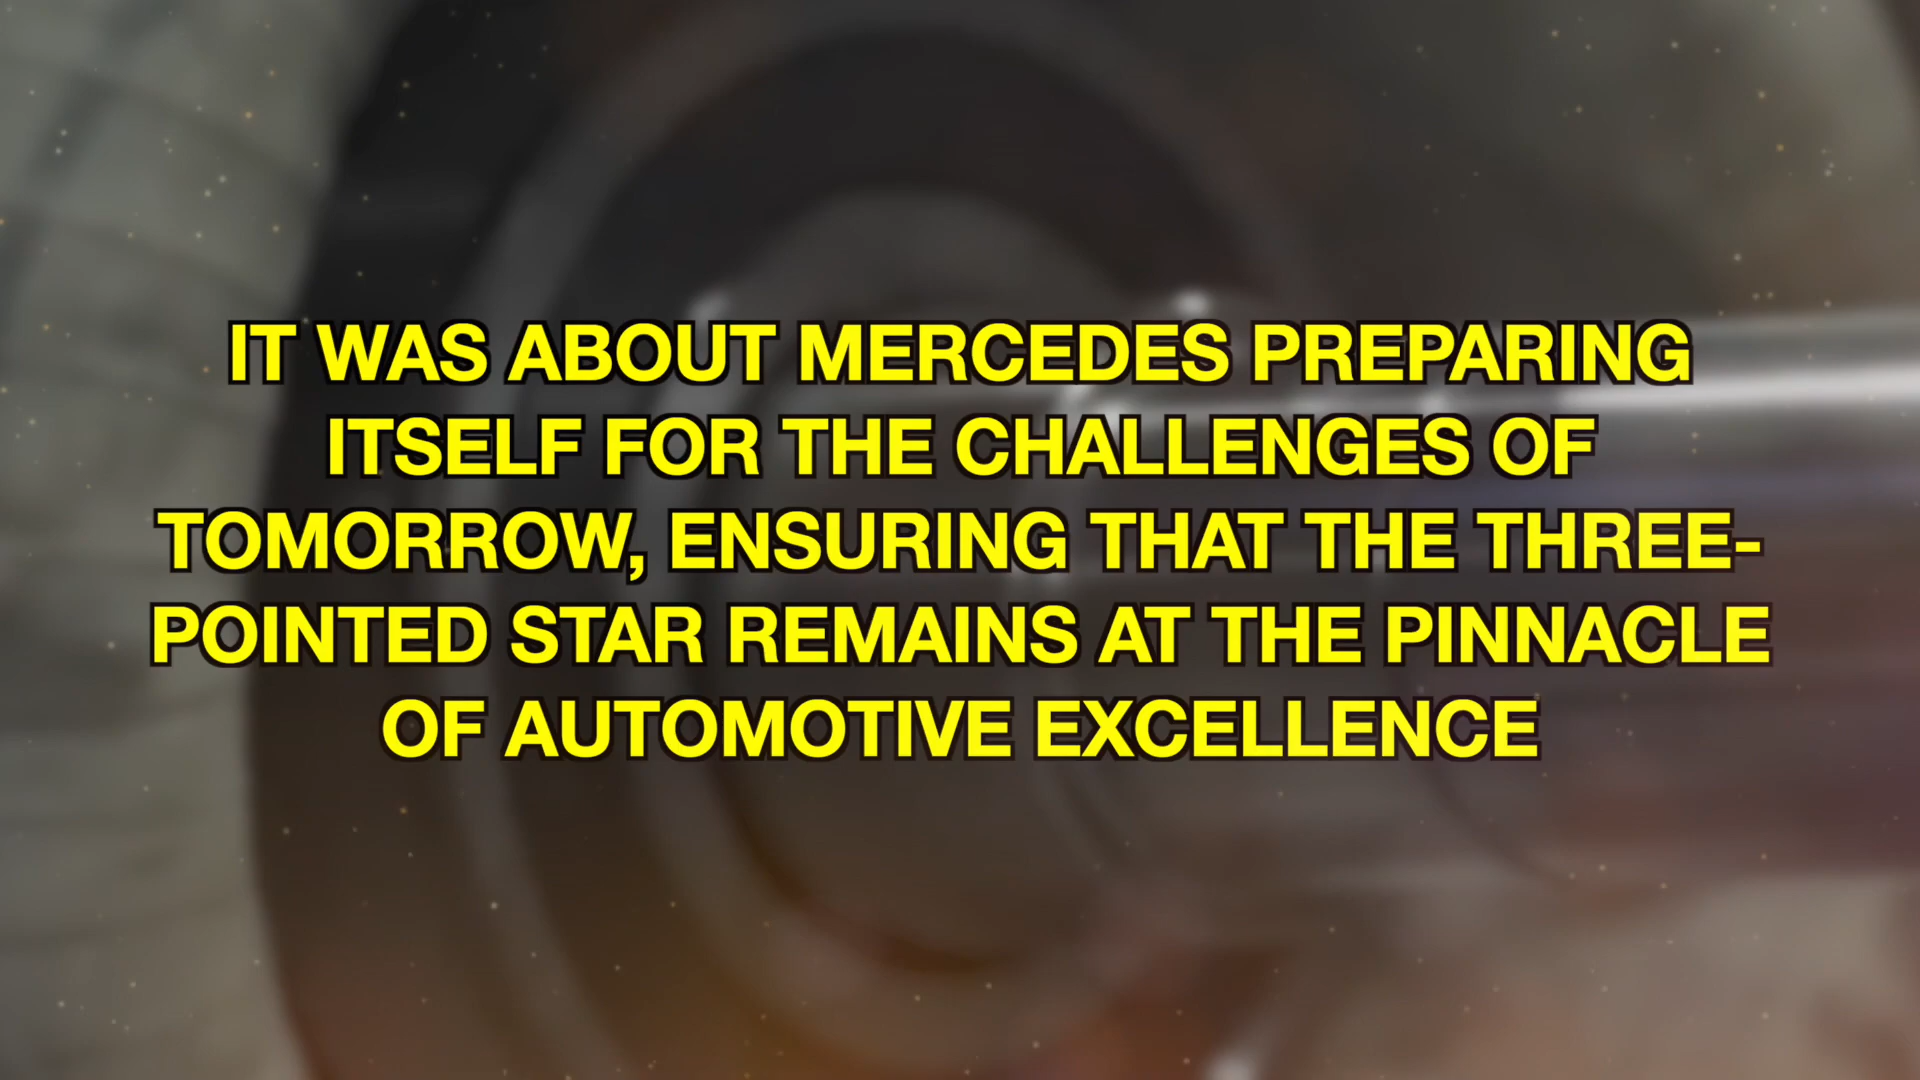 IT WAS ABOUT MERCEDES PREPARING
ITSELF FOR THE CHALLENGES OF
TOMORROW, ENSURING THAT THE THREE-
POINTED STAR REMAINS AT THE PINNACLE
OF AUTOMOTIVE EXCELLENCE